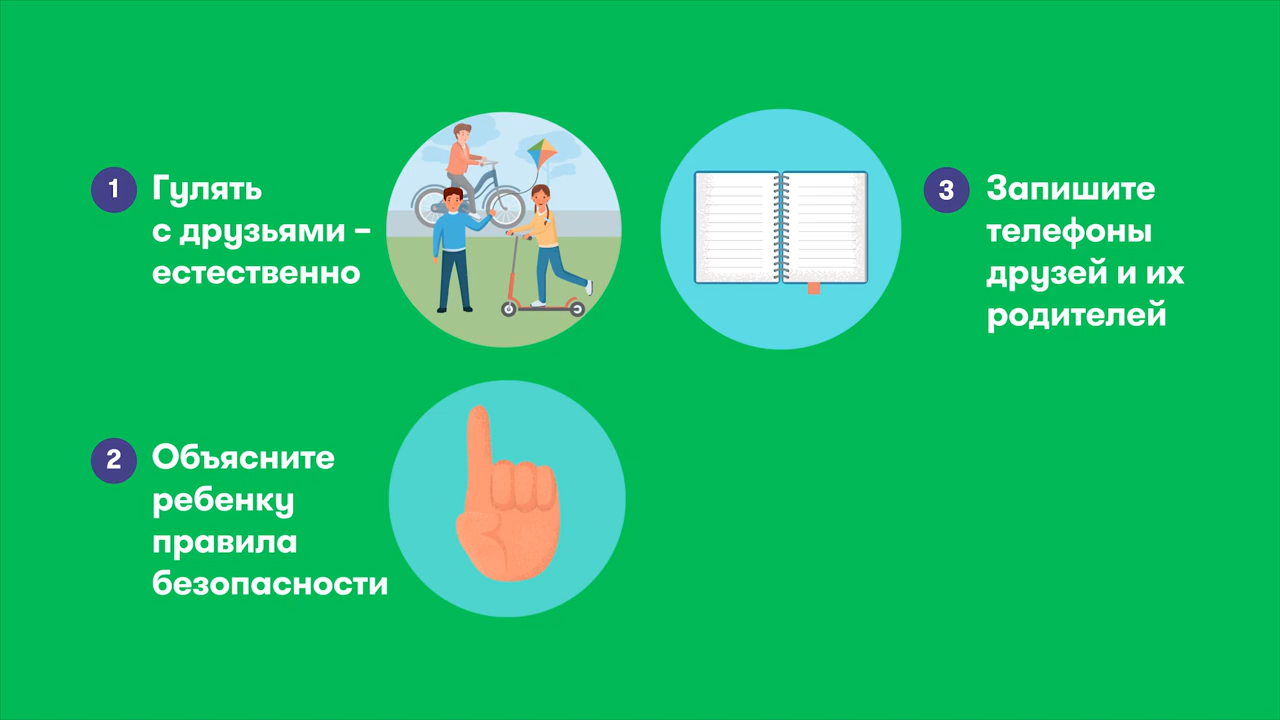 1
Гулять
с друзьями –
естественно
2
Объясните
ребенку
правила
безопасности
3
Запишите
телефоны
друзей и их
родителей